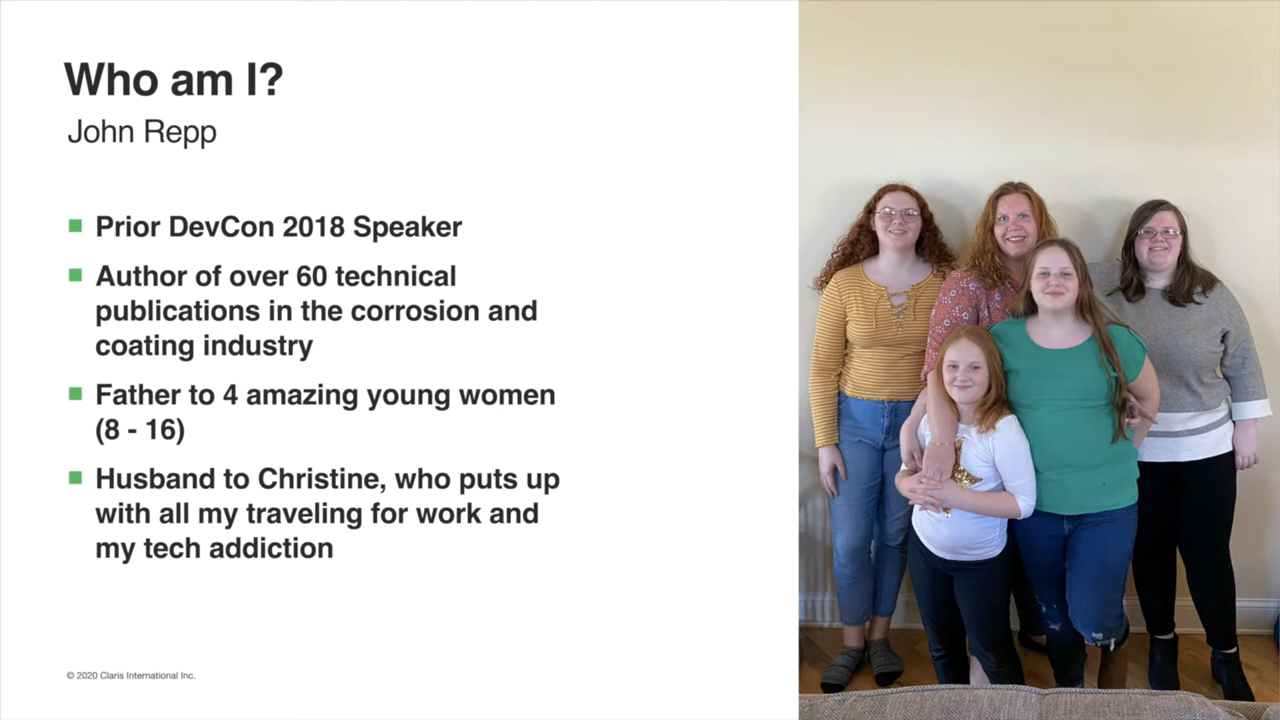 Who am I?
John Repp
Prior DevCon 2018 Speaker
Author of over 60 technical
publications in the corrosion and
coating industry
Father to 4 amazing young women
(8 - 16)
Husband to Christine, who puts up
with all my traveling for work and
my tech addiction
© 2020 Claris International Inc.